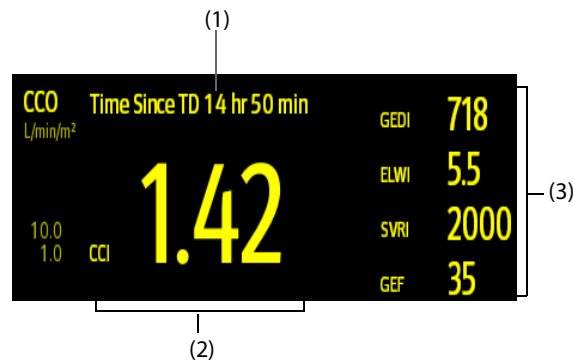 (1)
CCO Time Since TD 14 hr 50 min
L/min/m²
GEDI 718
ELWI 5.5
10.0
1.0
CCI 1.42
SVRI 2000
GEF 35
(3)
(2)